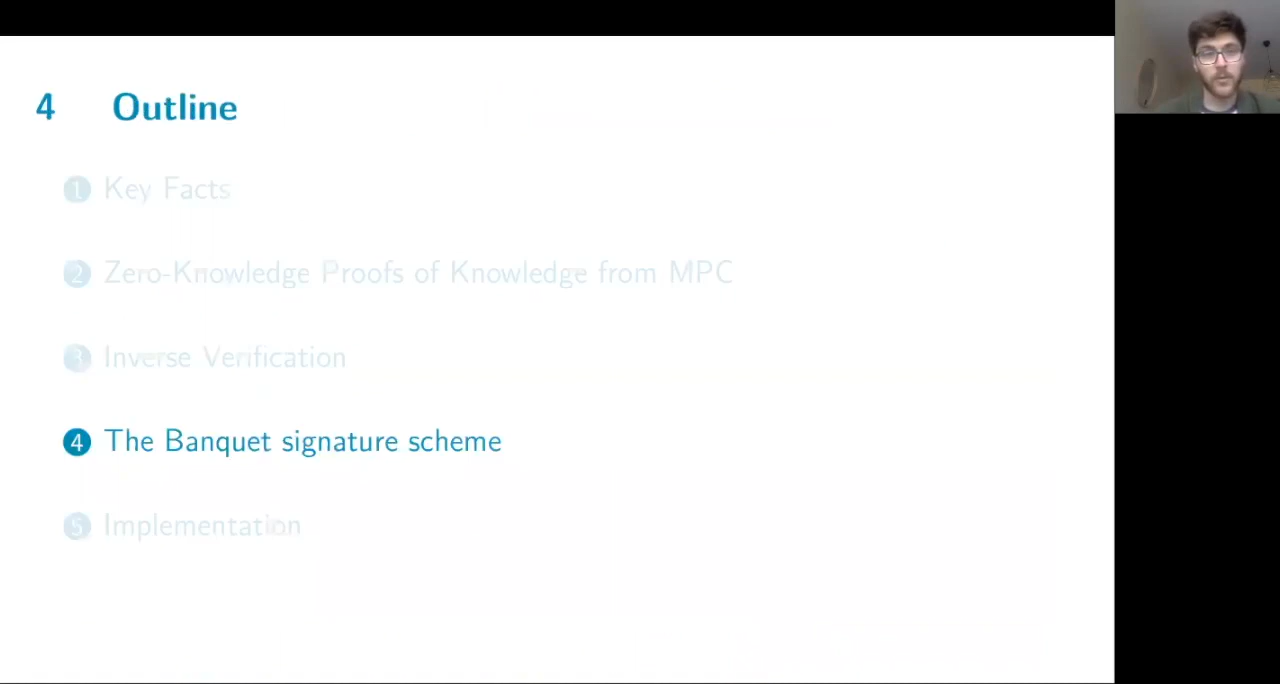 4 Outline
1 Key Facts
2 Zero-Knowledge Proofs of Knowledge from MPC
3 Inverse Verification
4 The Banquet signature scheme
5 Implementation